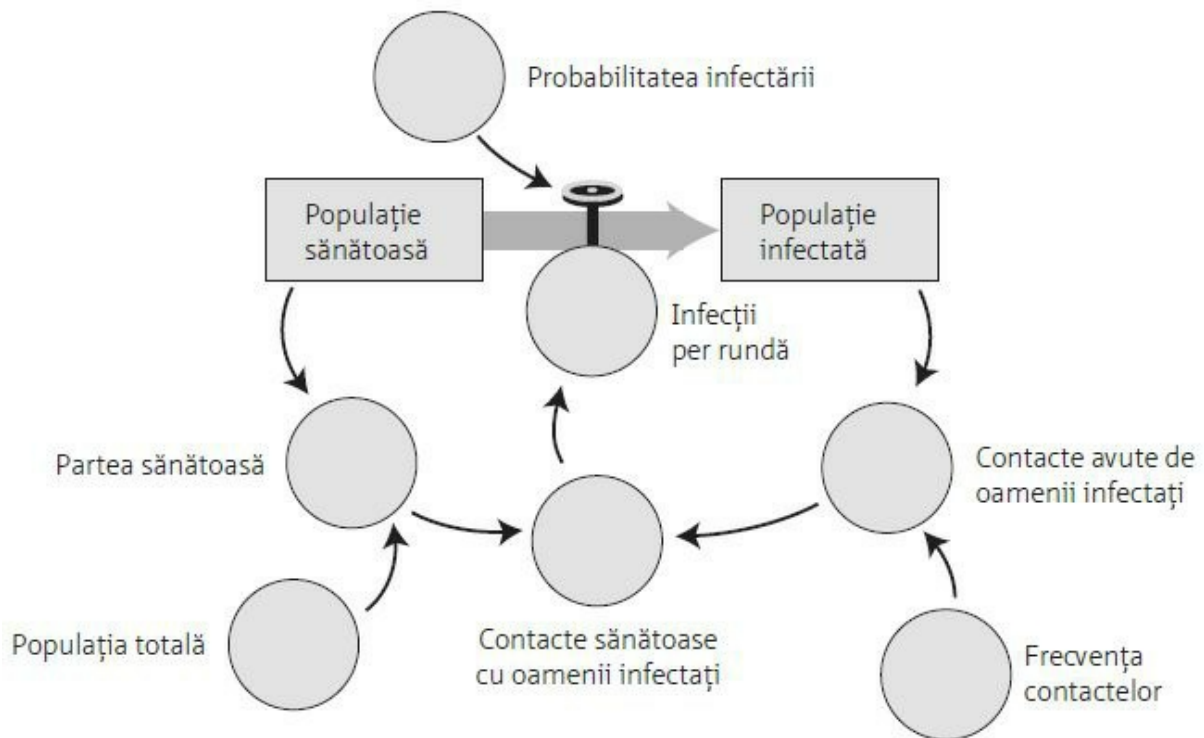 Probabilitatea infectării
Populație
sănătoasă
Populație
infectată
Infecții
per rundă
Partea sănătoasă
Contacte avute de
oamenii infectați
Populația totală
Contacte sănătoase
cu oamenii infectați
Frecvența
contactelor